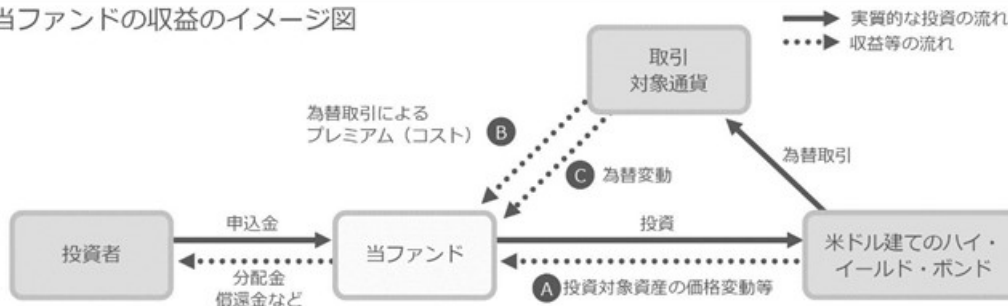 当ファンドの収益のイメージ図
実質的な投資の流れ
収益等の流れ
取引
対象通貨
為替取引による
プレミアム（コスト） B
C 為替変動
為替取引
投資者
申込金
分配金
償還金など
当ファンド
投資
A 投資対象資産の価格変動等
米ドル建てのハイ・
イールド・ボンド